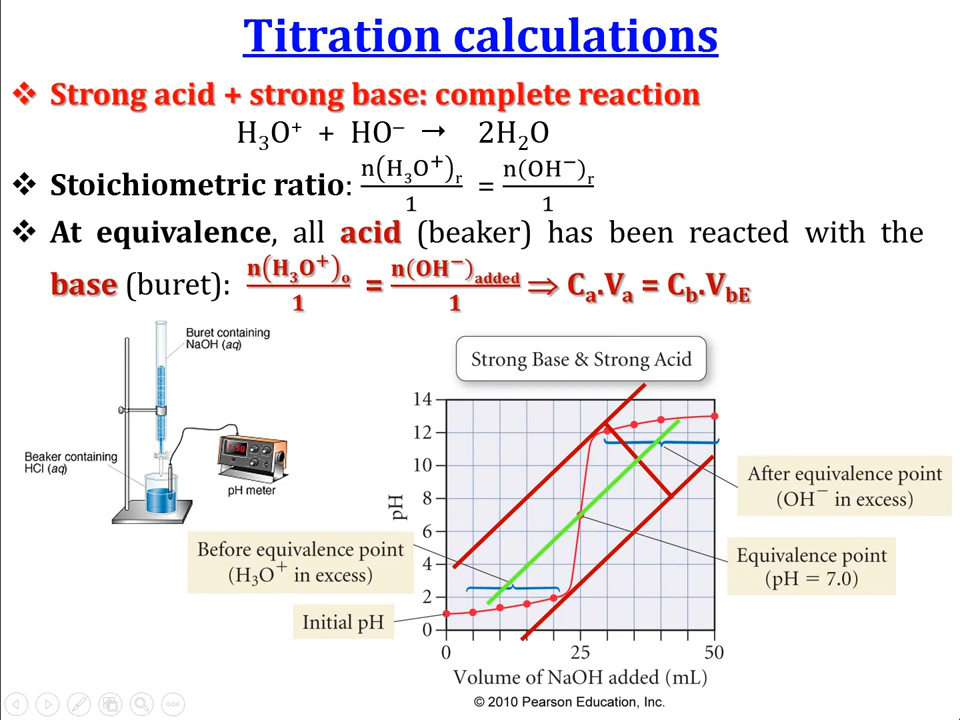 Titration calculations
❖ Strong acid + strong base: complete reaction
H₃O⁺ + HO⁻ → 2H₂O
❖ Stoichiometric ratio: n(H₃O⁺)ᵣ/1 = n(OH⁻)ᵣ/1
❖ At equivalence, all acid (beaker) has been reacted with the
base (buret): n(H₃O⁺)ₒ/1 = n(OH⁻)added/1 ⇒ Cₐ.Vₐ = C_b.V_bE
Buret containing
NaOH (aq)
Beaker containing
HCl (aq)
pH meter
Strong Base & Strong Acid
14
12
10
8
6
4
2
0
pH
0 25 50
Volume of NaOH added (mL)
Before equivalence point
(H₃O⁺ in excess)
Initial pH
After equivalence point
(OH⁻ in excess)
Equivalence point
(pH = 7.0)
© 2010 Pearson Education, Inc.